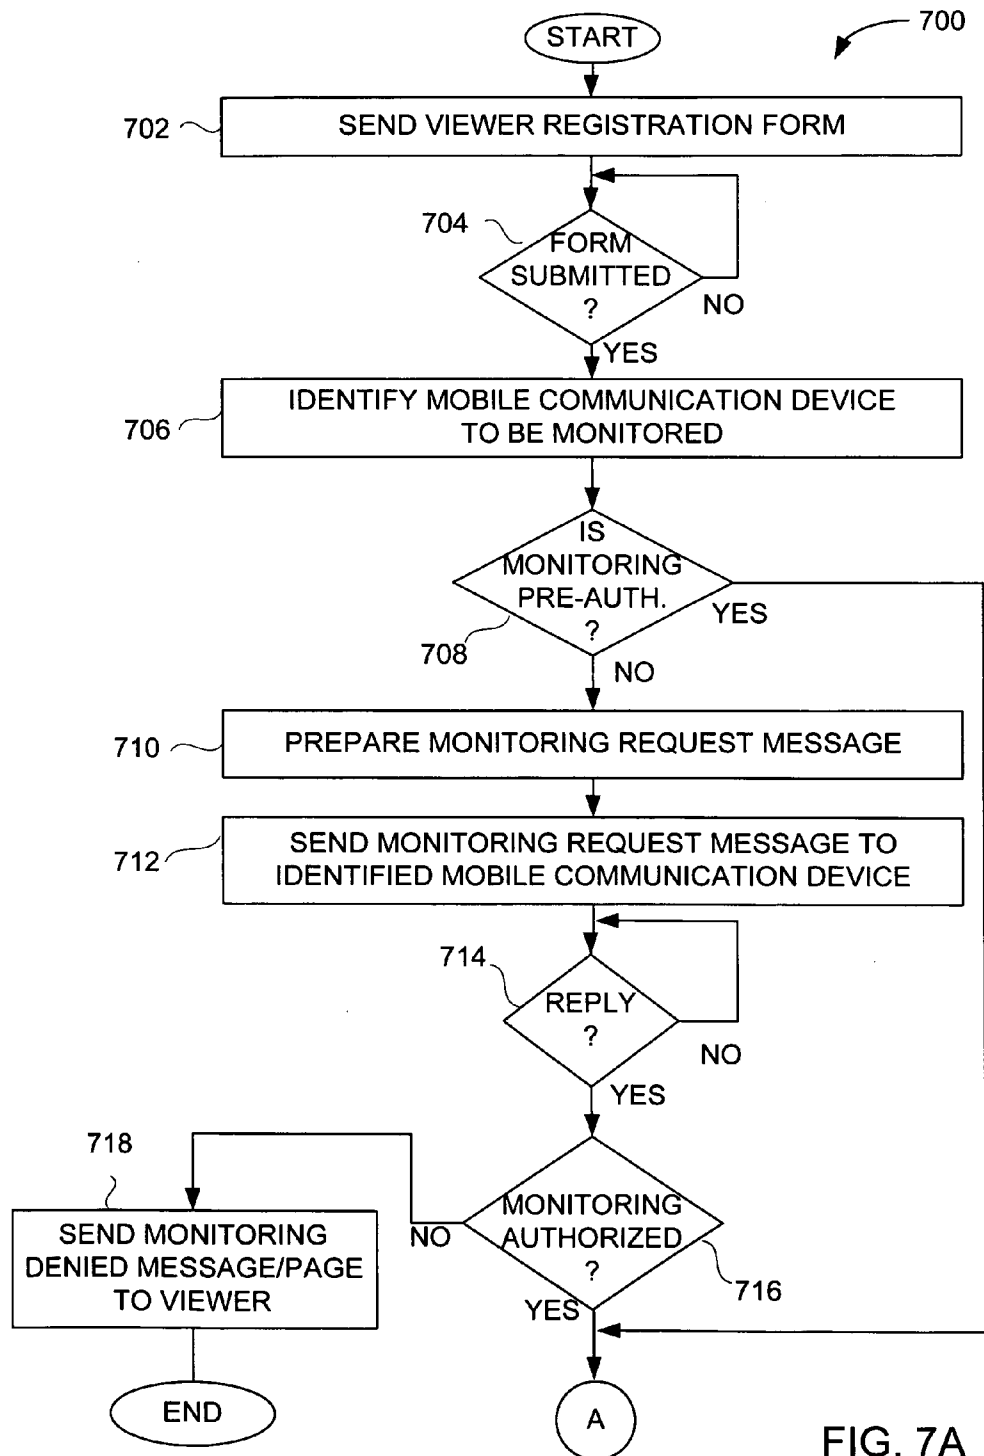 START
700
702
SEND VIEWER REGISTRATION FORM
704
FORM
SUBMITTED
?
NO
YES
706
IDENTIFY MOBILE COMMUNICATION DEVICE
TO BE MONITORED
IS
MONITORING
PRE-AUTH.
?
YES
708
NO
710
PREPARE MONITORING REQUEST MESSAGE
712
SEND MONITORING REQUEST MESSAGE TO
IDENTIFIED MOBILE COMMUNICATION DEVICE
714
REPLY
?
NO
YES
718
SEND MONITORING
DENIED MESSAGE/PAGE
TO VIEWER
NO
MONITORING
AUTHORIZED
?
716
YES
END
A
FIG. 7A